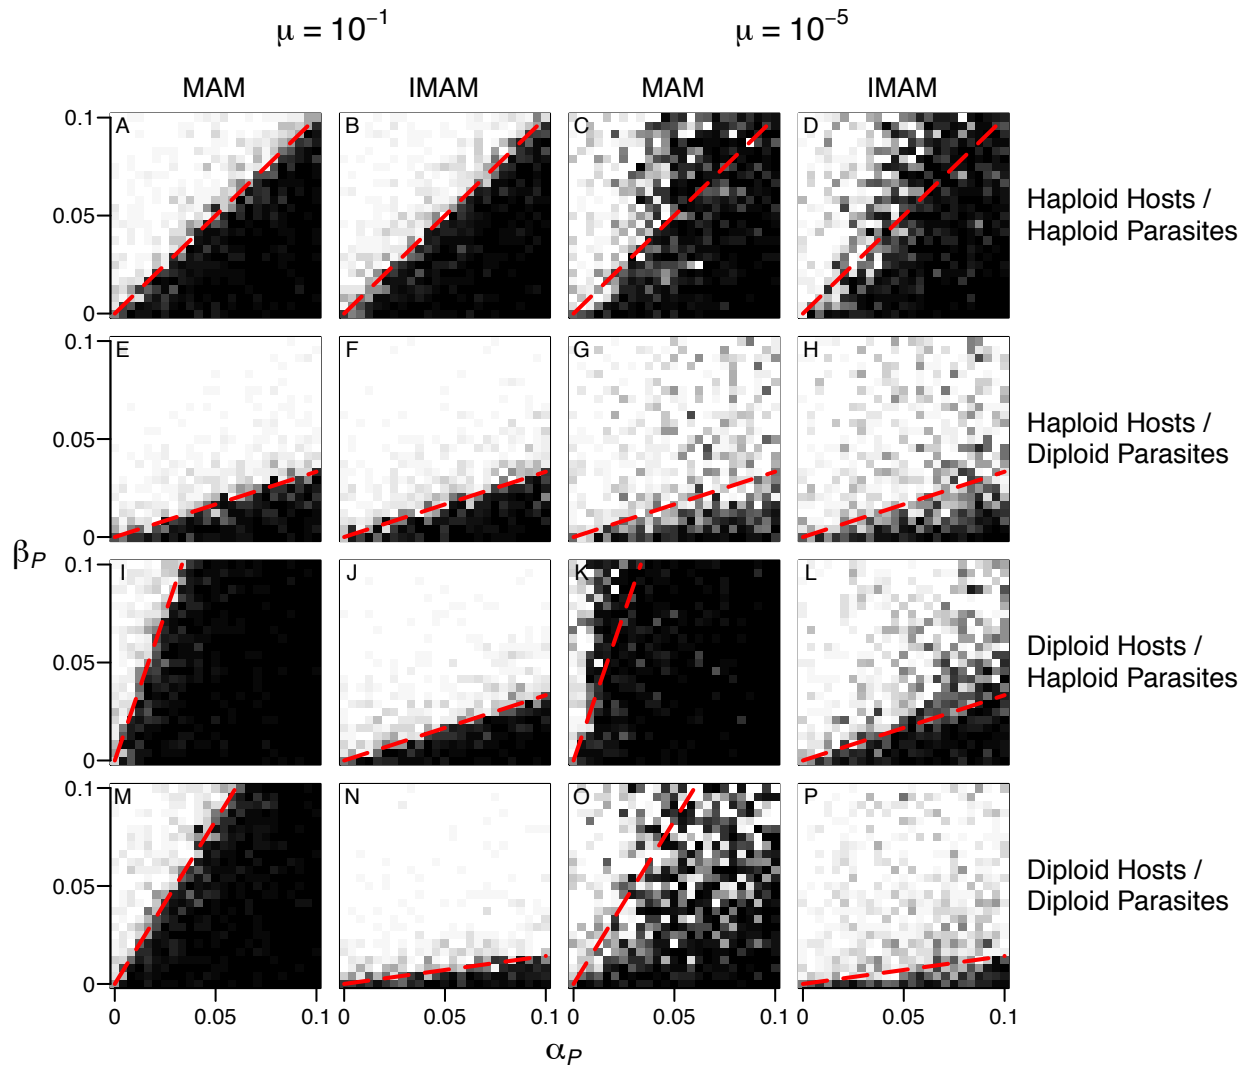 μ = 10⁻¹ μ = 10⁻⁵
MAM IMAM MAM IMAM
0.1 A B C D
0.05
0
Haploid Hosts /
Haploid Parasites
0.1 E F G H
0.05
0
Haploid Hosts /
Diploid Parasites
βP
0.1 I J K L
0.05
0
Diploid Hosts /
Haploid Parasites
0.1 M N O P
0.05
0
Diploid Hosts /
Diploid Parasites
0 0.05 0.1 0 0.05 0.1 0 0.05 0.1 0 0.05 0.1
αP